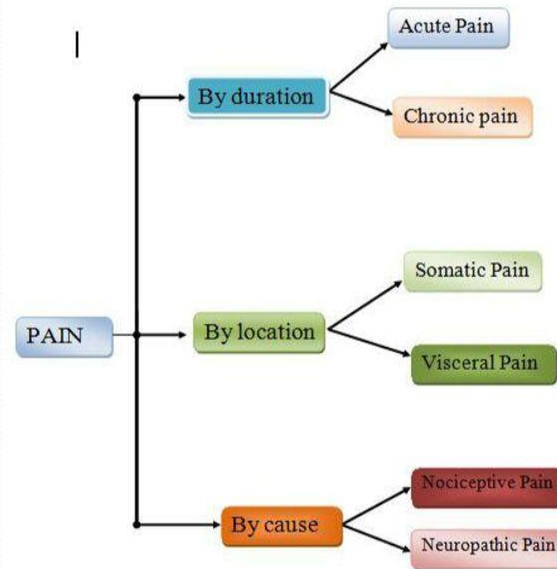 Acute Pain
By duration
Chronic pain
Somatic Pain
PAIN
By location
Visceral Pain
Nociceptive Pain
By cause
Neuropathic Pain